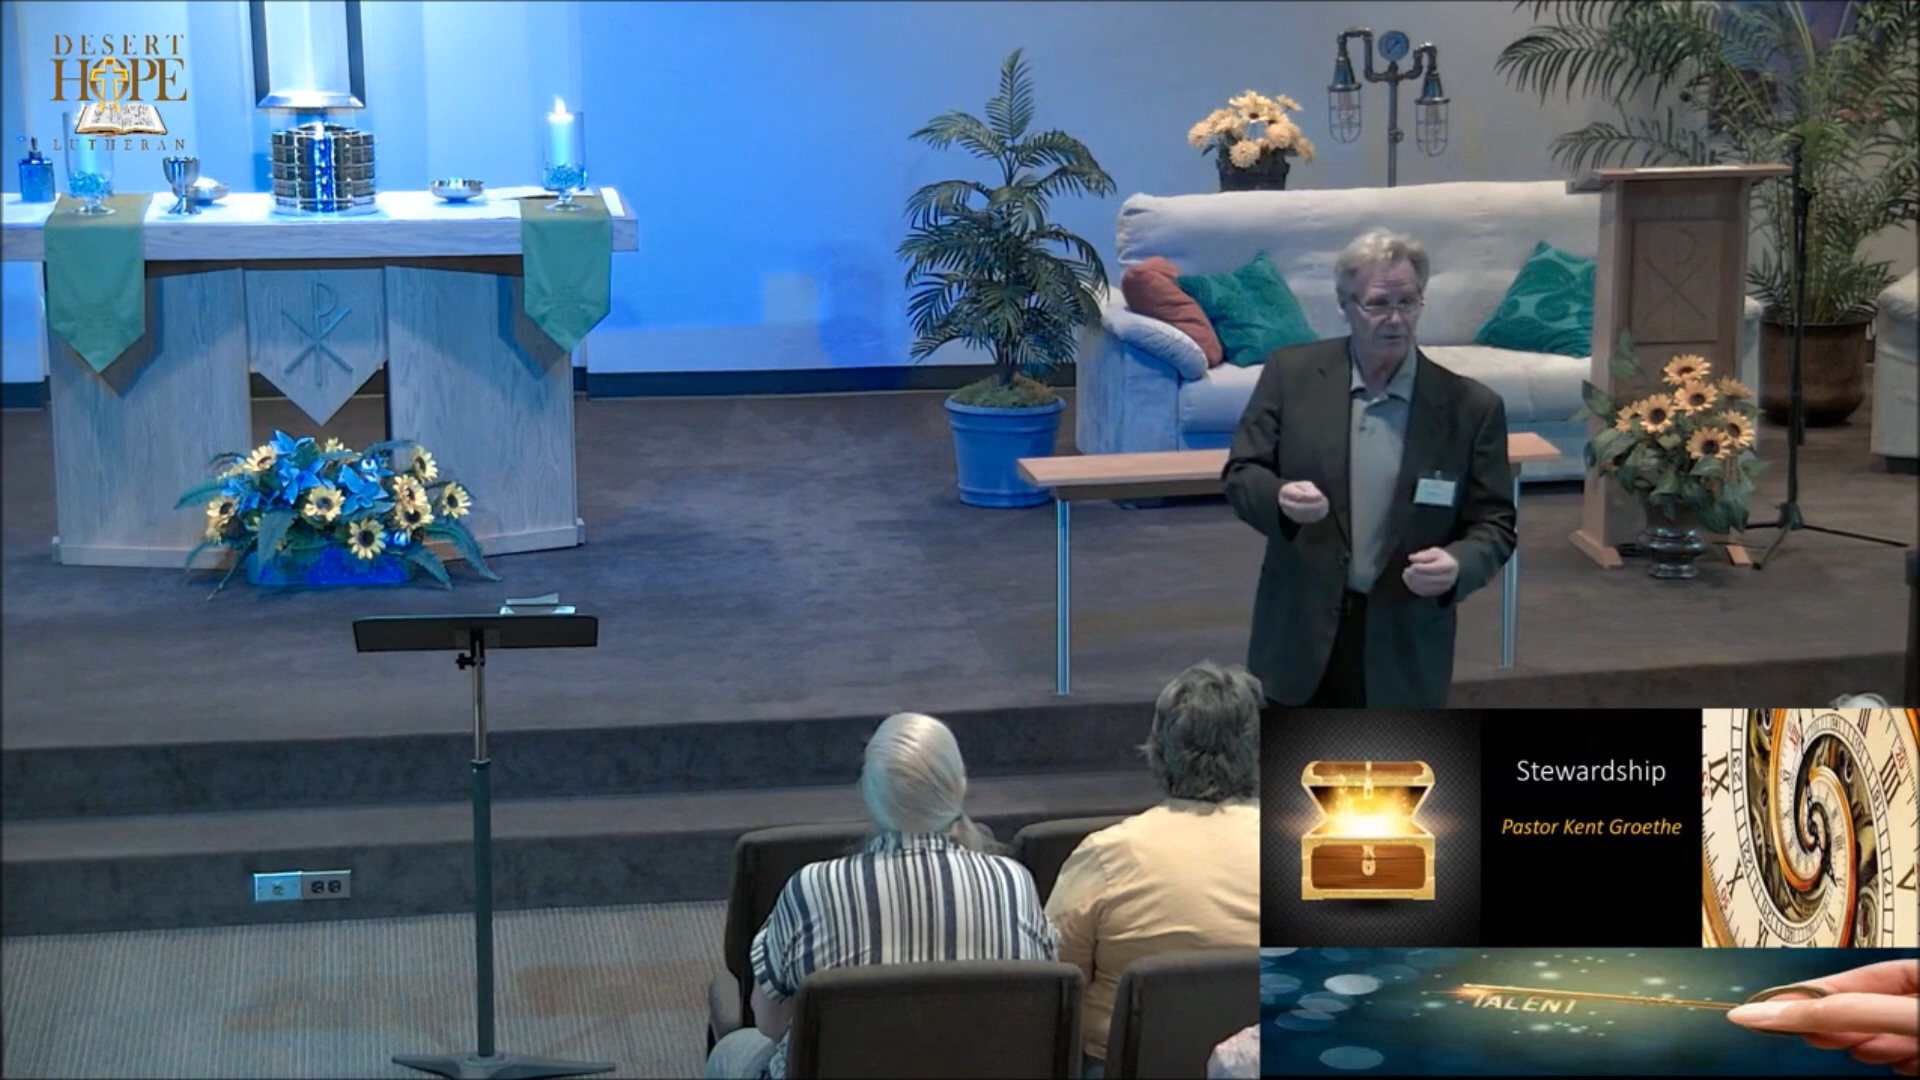 DESERT
HOPE
LUTHERAN
Stewardship
Pastor Kent Groethe
TALENT